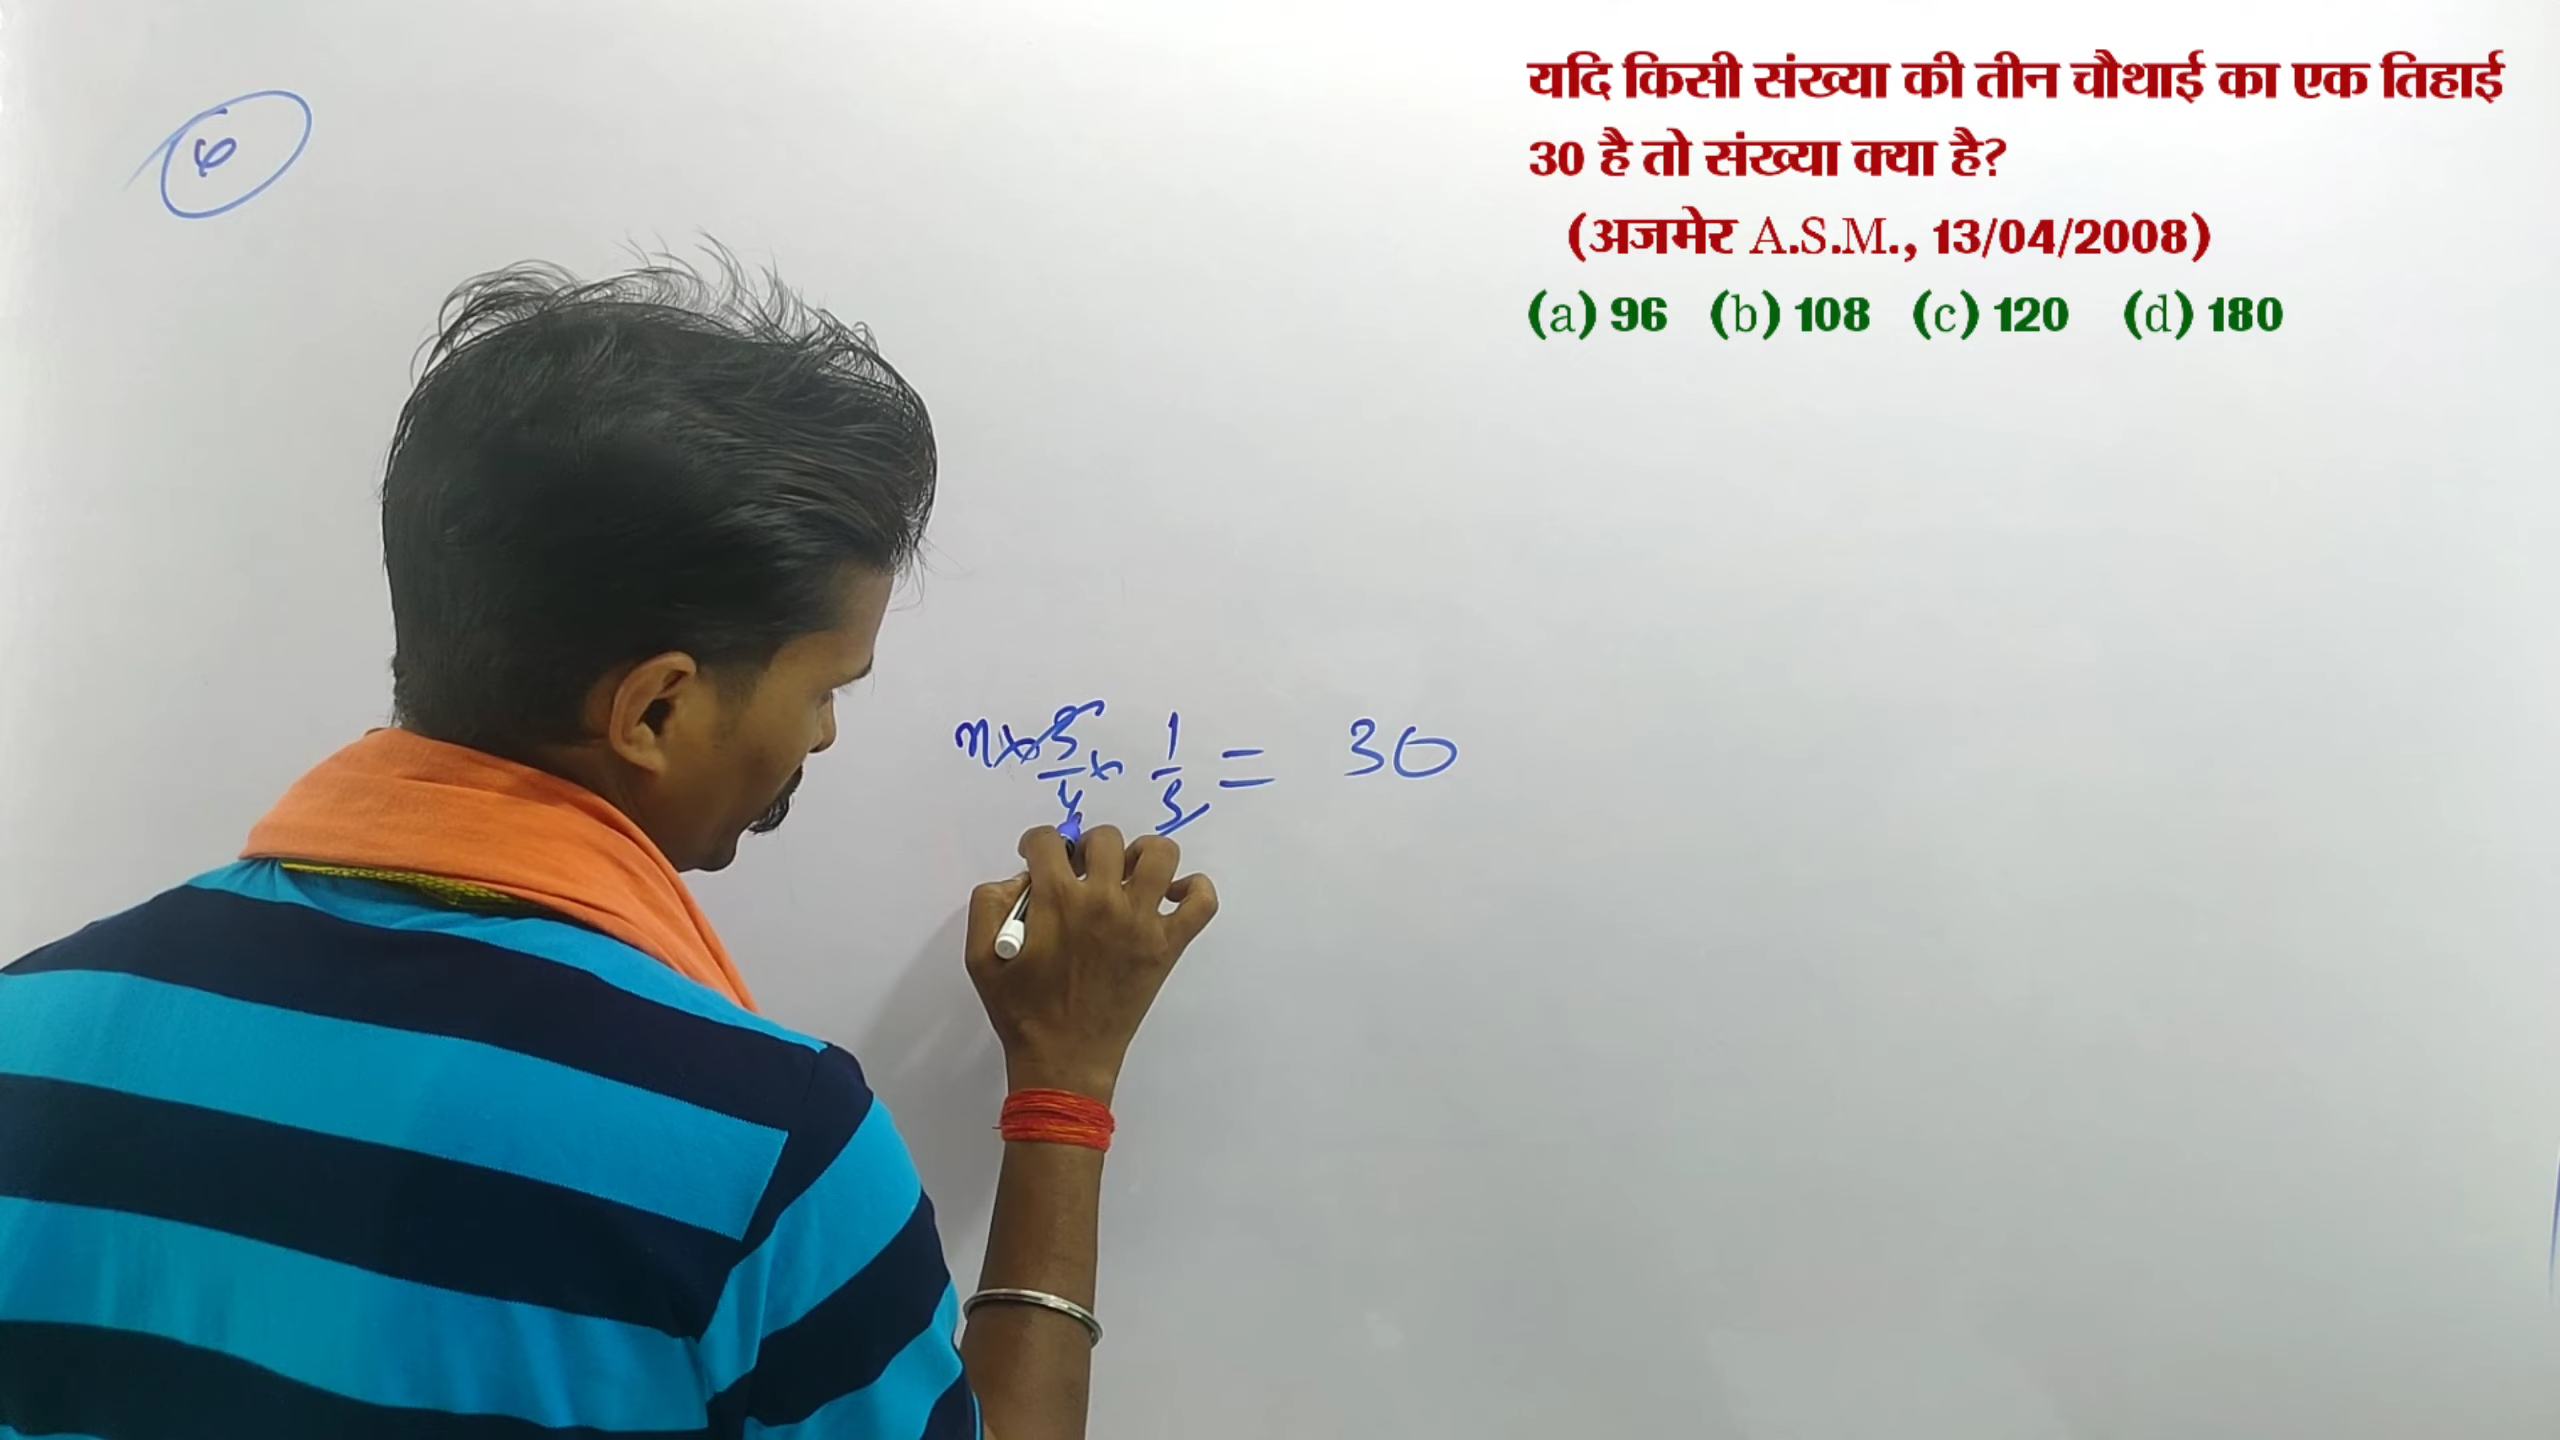 यदि किसी संख्या की तीन चौथाई का एक तिहाई
30 है तो संख्या क्या है?
(अजमेर A.S.M., 13/04/2008)
(a) 96 (b) 108 (c) 120 (d) 180
n × 3/4 × 1/3 = 30